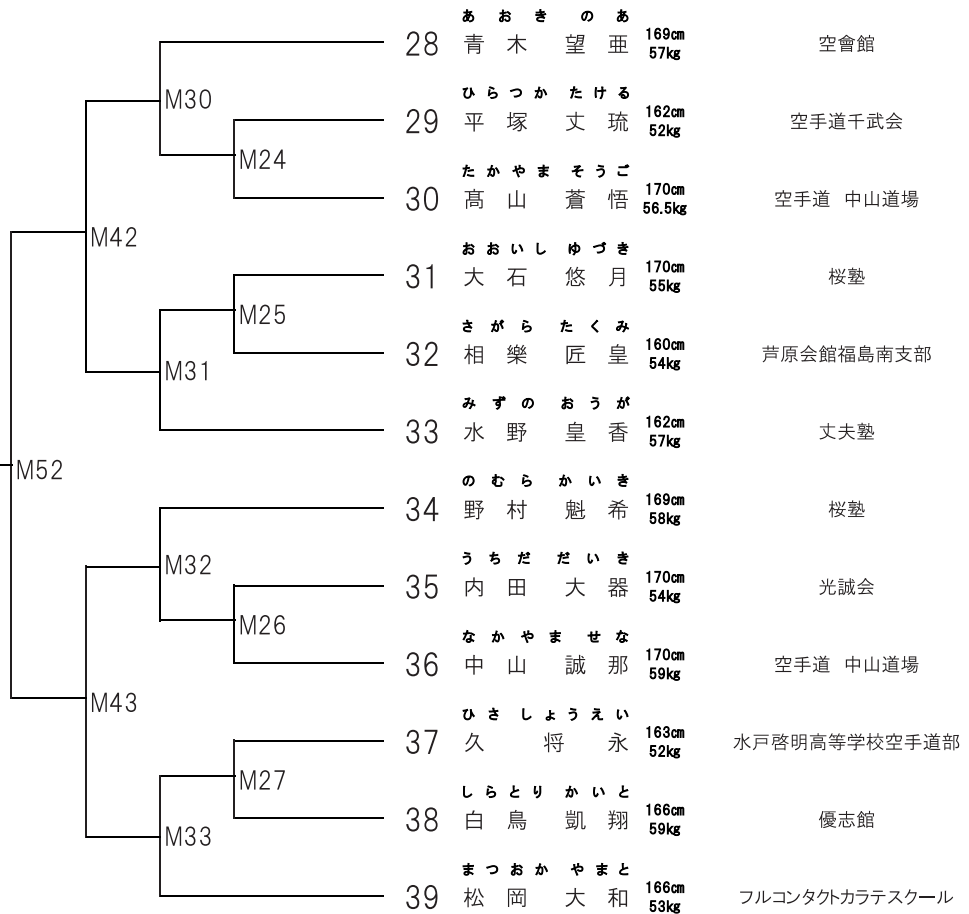 あおき のあ
28 青木 望亜 169cm 57kg 空會館
M30
ひらつか たける
29 平塚 丈琉 162cm 52kg 空手道千武会
M24
たかやま そうご
30 髙山 蒼悟 170cm 56.5kg 空手道 中山道場
M42
おおいし ゆづき
31 大石 悠月 170cm 55kg 桜塾
M25
さがら たくみ
32 相樂 匠皇 160cm 54kg 芦原会館福島南支部
M31
みずの おうが
33 水野 皇香 162cm 57kg 丈夫塾
M52
のむら かいき
34 野村 魁希 169cm 58kg 桜塾
M32
うちだ だいき
35 内田 大器 170cm 54kg 光誠会
M26
なかやま せな
36 中山 誠那 170cm 59kg 空手道 中山道場
M43
ひさ しょうえい
37 久 将永 163cm 52kg 水戸啓明高等学校空手道部
M27
しらとり かいと
38 白鳥 凱翔 166cm 59kg 優志館
M33
まつおか やまと
39 松岡 大和 166cm 53kg フルコンタクトカラテスクール